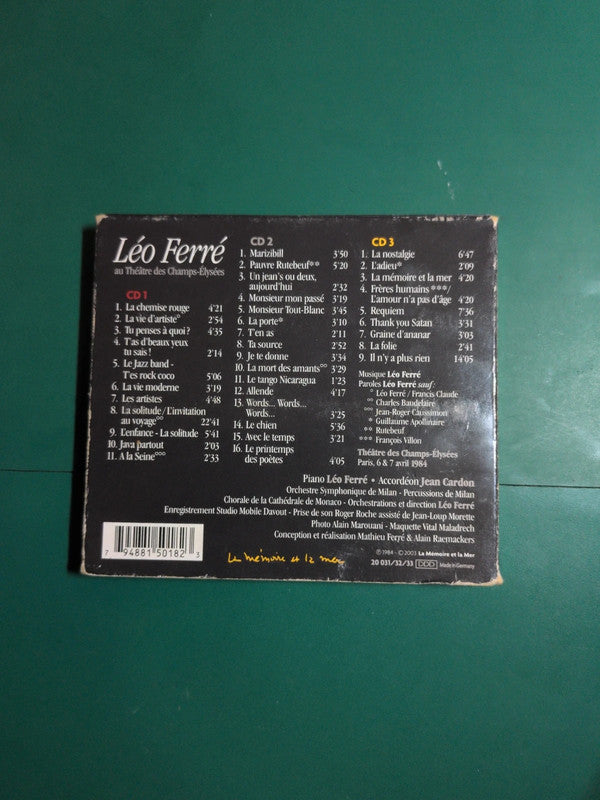 Léo Ferré
au Théâtre des Champs-Élysées
CD 1
1. La chemise rouge 4'21
2. La vie d'artiste° 2'54
3. Tu penses à quoi ? 4'35
4. T'as d'beaux yeux
tu sais ! 2'14
5. Le Jazz band -
T'es rock coco 5'06
6. La vie moderne 3'19
7. Les artistes 4'48
8. La solitude / L'imitation
au voyage°° 22'41
9. L'enfance - La solitude 5'41
10. Java partout 2'03
11. A la Seine°°° 2'33
CD 2
1. Marizibill 3'50
2. Pauvre Rutebeuf** 5'20
3. Un jean's ou deux,
aujourd'hui 2'32
4. Monsieur mon passé 3'19
5. Monsieur Tout-Blanc 3'45
6. La porte* 3'10
7. T'en as 2'11
8. Ta source 2'52
9. Je te donne 3'34
10. La mort des amants°° 3'29
11. Le tango Nicaragua 1'23
12. Allende 4'17
13. Words... Words...
Words... 3'25
14. Le chien 5'36
15. Avec le temps 3'21
16. Le printemps
des poètes 4'05
CD 3
1. La nostalgie 6'47
2. L'adieu* 2'09
3. La mémoire et la mer 4'20
4. Frères humains ***/
L'amour n'a pas d'âge 4'20
5. Requiem 7'36
6. Thank you Satan 3'31
7. Graine d'ananar 3'03
8. La folie 2'41
9. Il n'y a plus rien 14'05
Musique Léo Ferré
Paroles Léo Ferré sauf :
° Léo Ferré / Francis Claude
°° Charles Baudelaire
°°° Jean-Roger Caussimon
* Guillaume Apollinaire
** Rutebeuf
*** François Villon
Théâtre des Champs-Élysées
Paris, 6 & 7 avril 1984
Piano Léo Ferré • Accordéon Jean Cardon
Orchestre Symphonique de Milan - Percussions de Milan
Chorale de la Cathédrale de Monaco - Orchestrations et direction Léo Ferré
Enregistrement Studio Mobile Davout - Prise de son Roger Roche assisté de Jean-Loup Morette
Photo Alain Marouani - Maquette Vital Maladrech
Conception et réalisation Mathieu Ferré & Alain Raemackers
7 94881 50182 3
La mémoire et la mer
℗ 1984 - © 2003 La Mémoire et la Mer
20 031/32/33 DDD Made in Germany